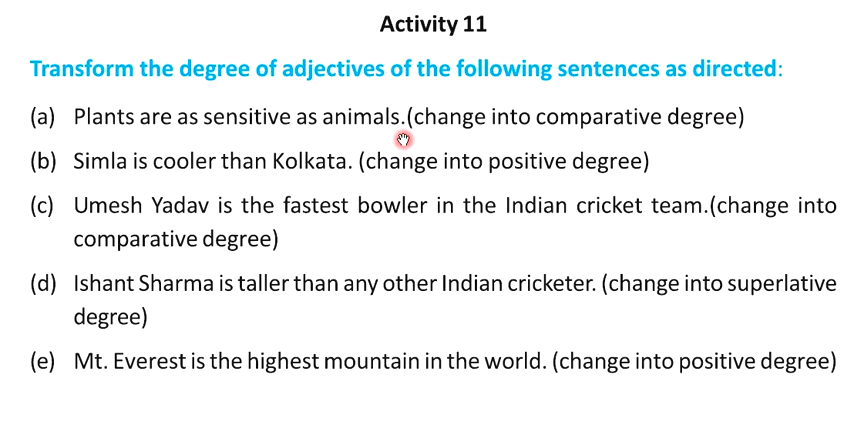 Activity 11
Transform the degree of adjectives of the following sentences as directed:
(a) Plants are as sensitive as animals.(change into comparative degree)
(b) Simla is cooler than Kolkata. (change into positive degree)
(c) Umesh Yadav is the fastest bowler in the Indian cricket team.(change into
comparative degree)
(d) Ishant Sharma is taller than any other Indian cricketer. (change into superlative
degree)
(e) Mt. Everest is the highest mountain in the world. (change into positive degree)